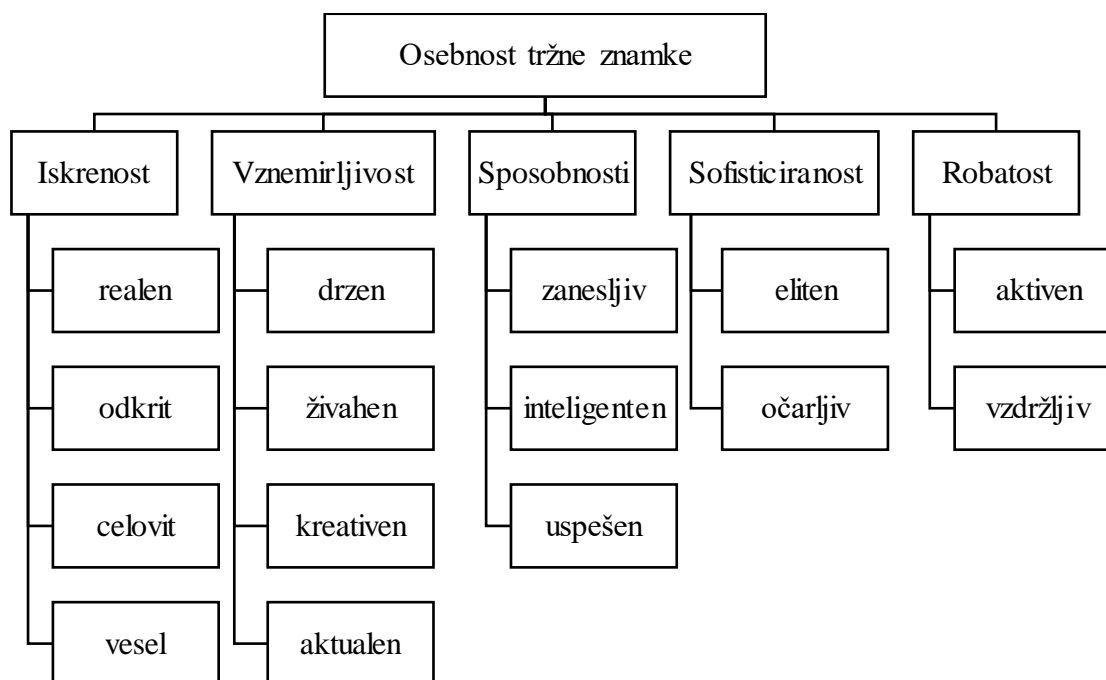 Osebnost tržne znamke
Iskrenost
Vznemirljivost
Sposobnosti
Sofisticiranost
Robatost
realen
drzen
zanesljiv
eliten
aktiven
odkrit
živahen
inteligenten
očarljiv
vzdržljiv
celovit
kreativen
uspešen
vesel
aktualen